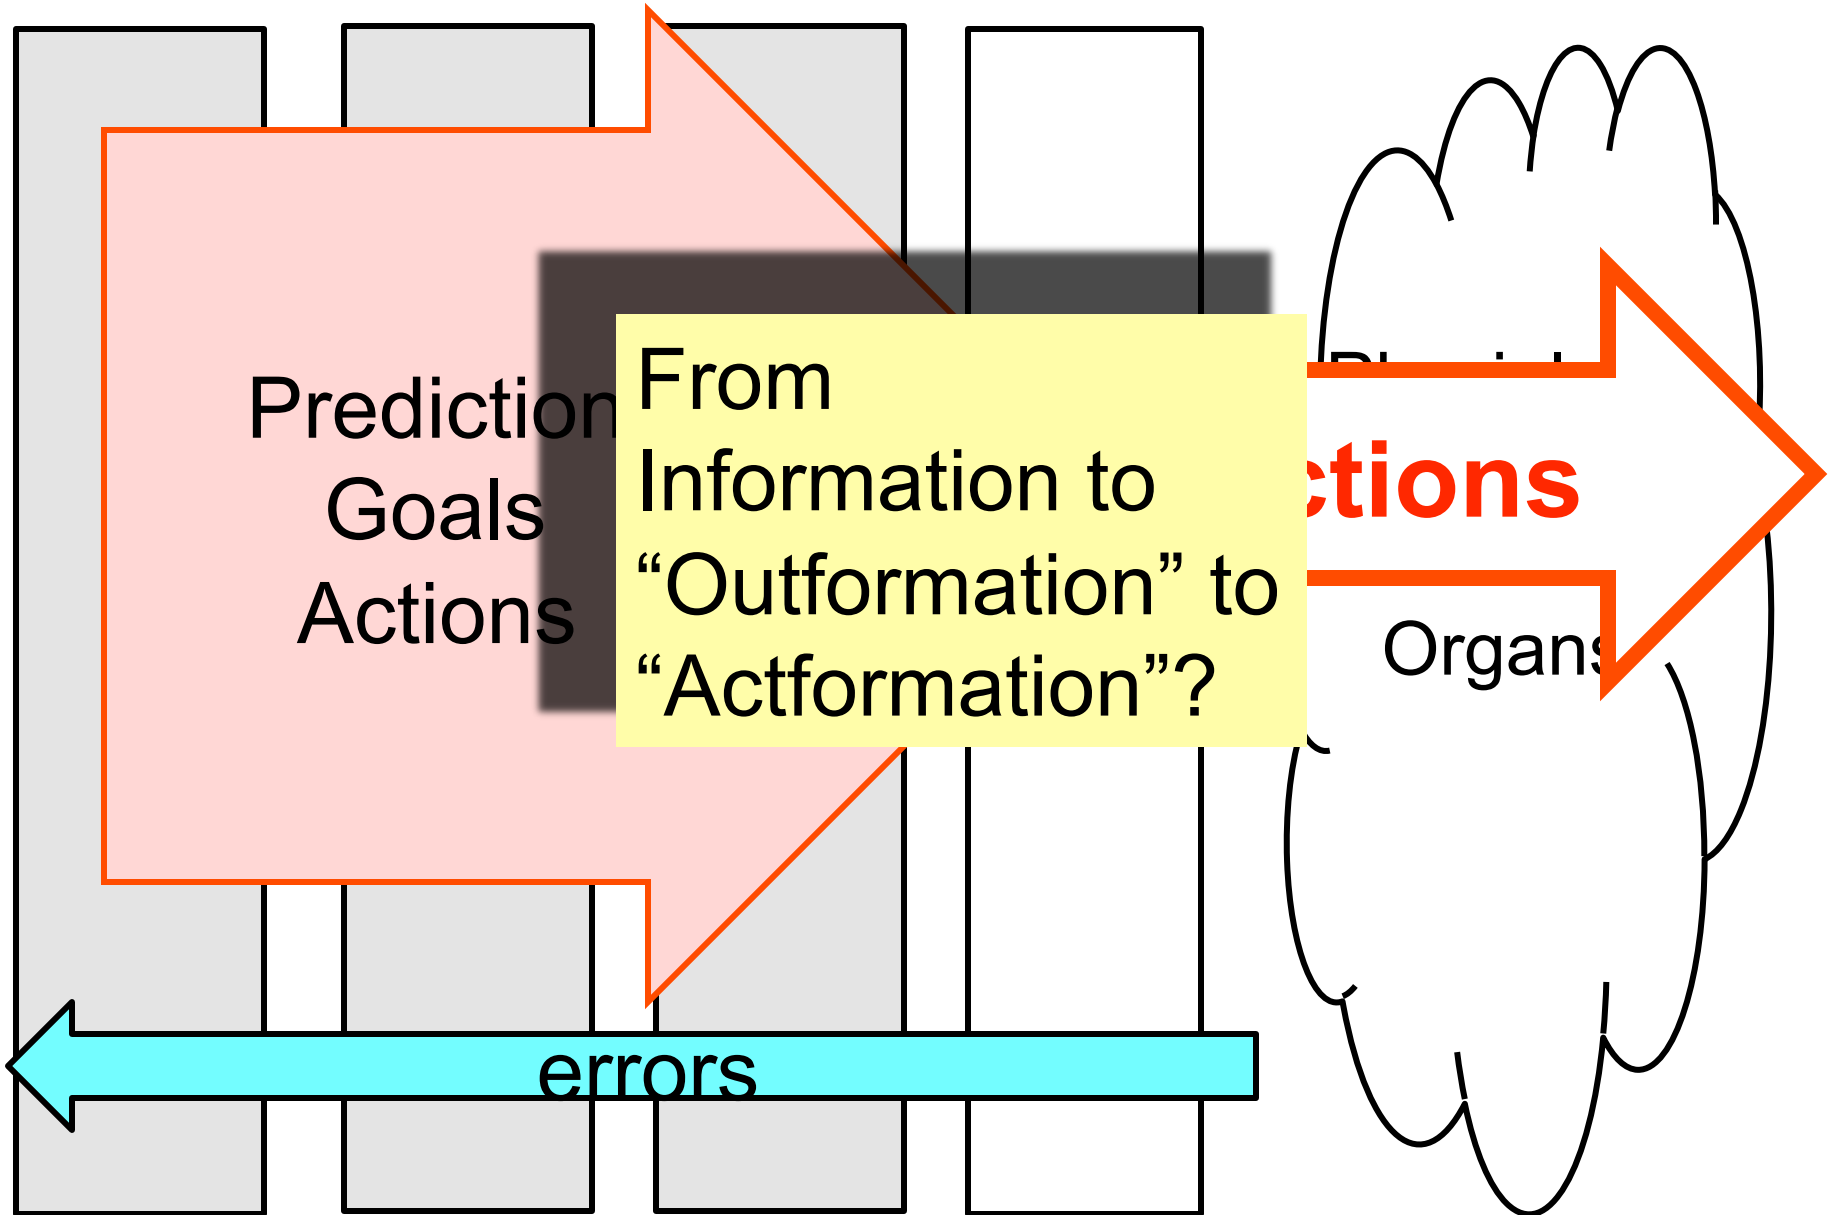 Prediction
Goals
Actions
From
Information to
“Outformation” to
“Actformation”?
ctions
Organs
errors